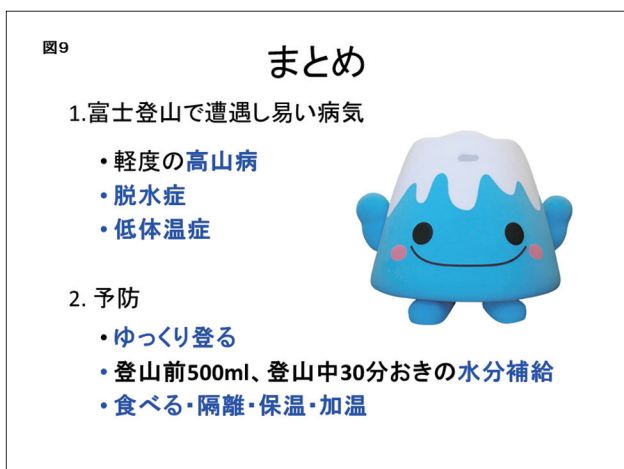 図9
まとめ
1.富士登山で遭遇し易い病気
•軽度の高山病
•脱水症
•低体温症
2. 予防
•ゆっくり登る
•登山前500ml、登山中30分おきの水分補給
•食べる・隔離・保温・加温